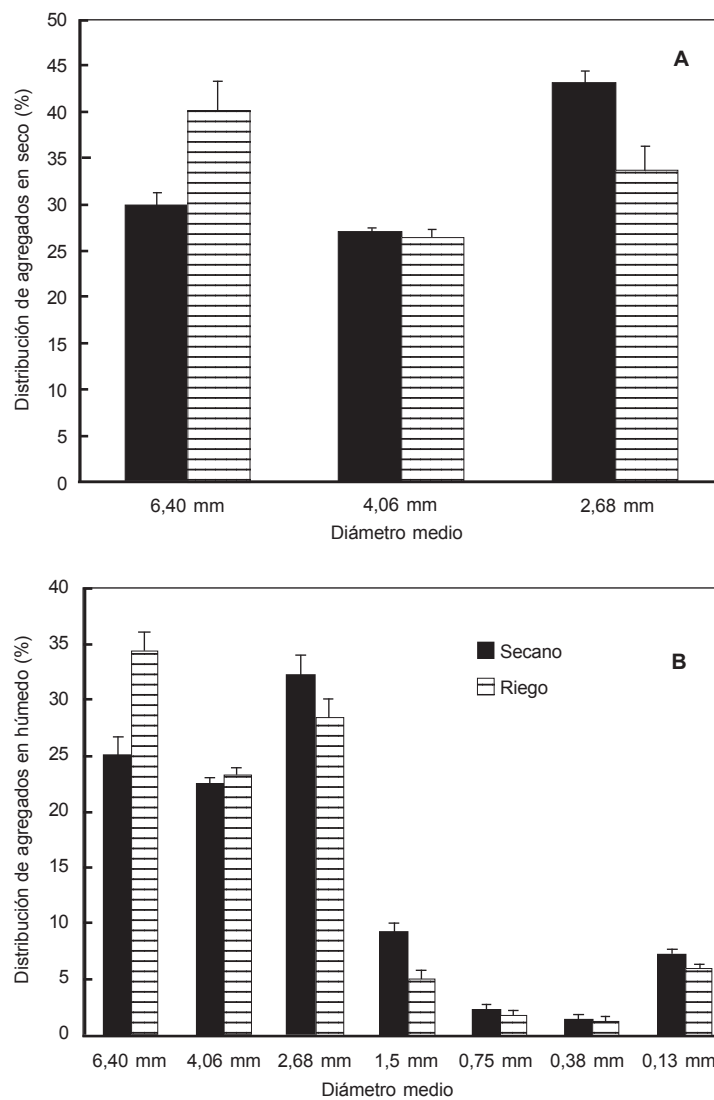 50
45
40
35
30
25
20
15
10
5
0
Distribución de agregados en seco (%)
A
6,40 mm 4,06 mm 2,68 mm
Diámetro medio
40
35
30
25
20
15
10
5
0
Distribución de agregados en húmedo (%)
B
Secano
Riego
6,40 mm 4,06 mm 2,68 mm 1,5 mm 0,75 mm 0,38 mm 0,13 mm
Diámetro medio